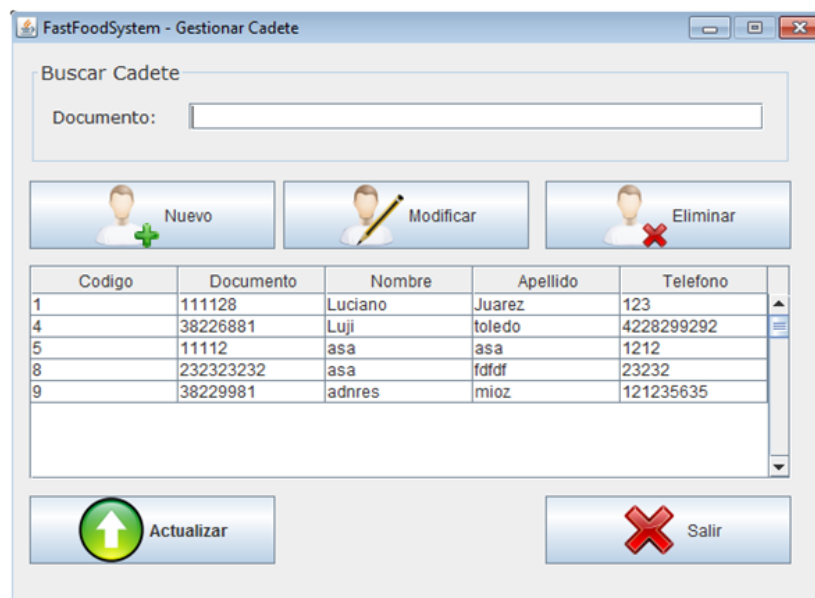 FastFoodSystem - Gestionar Cadete
Buscar Cadete
Documento:
Nuevo Modificar Eliminar
Codigo Documento Nombre Apellido Telefono
1 111128 Luciano Juarez 123
4 38226881 Luji toledo 4228299292
5 11112 asa asa 1212
8 232323232 asa fdfdf 23232
9 38229981 adnres mioz 121235635
Actualizar Salir